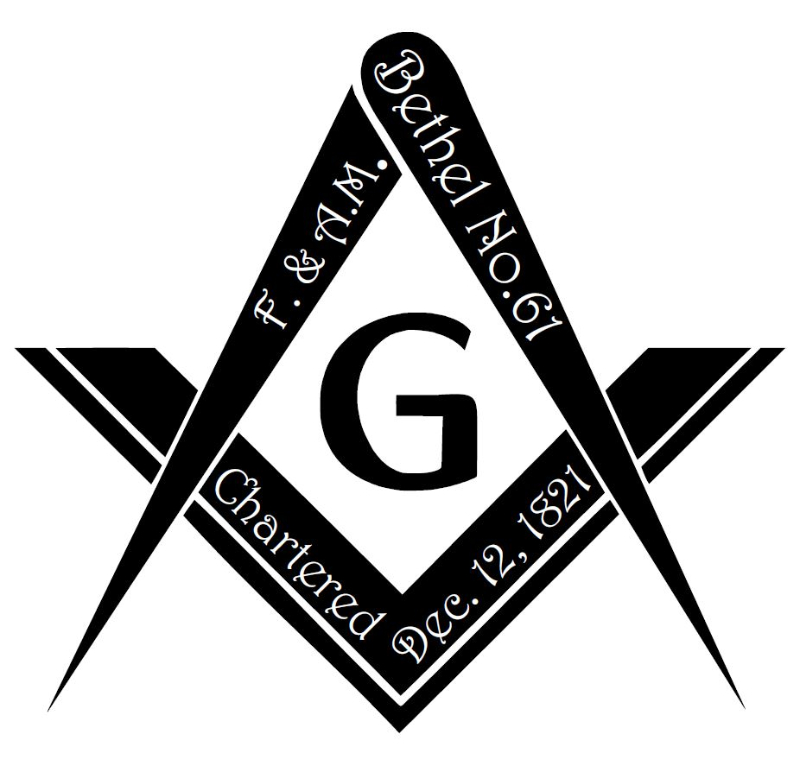 Bethel No.61
F. & A.M.
G
Chartered
Dec. 12, 1821